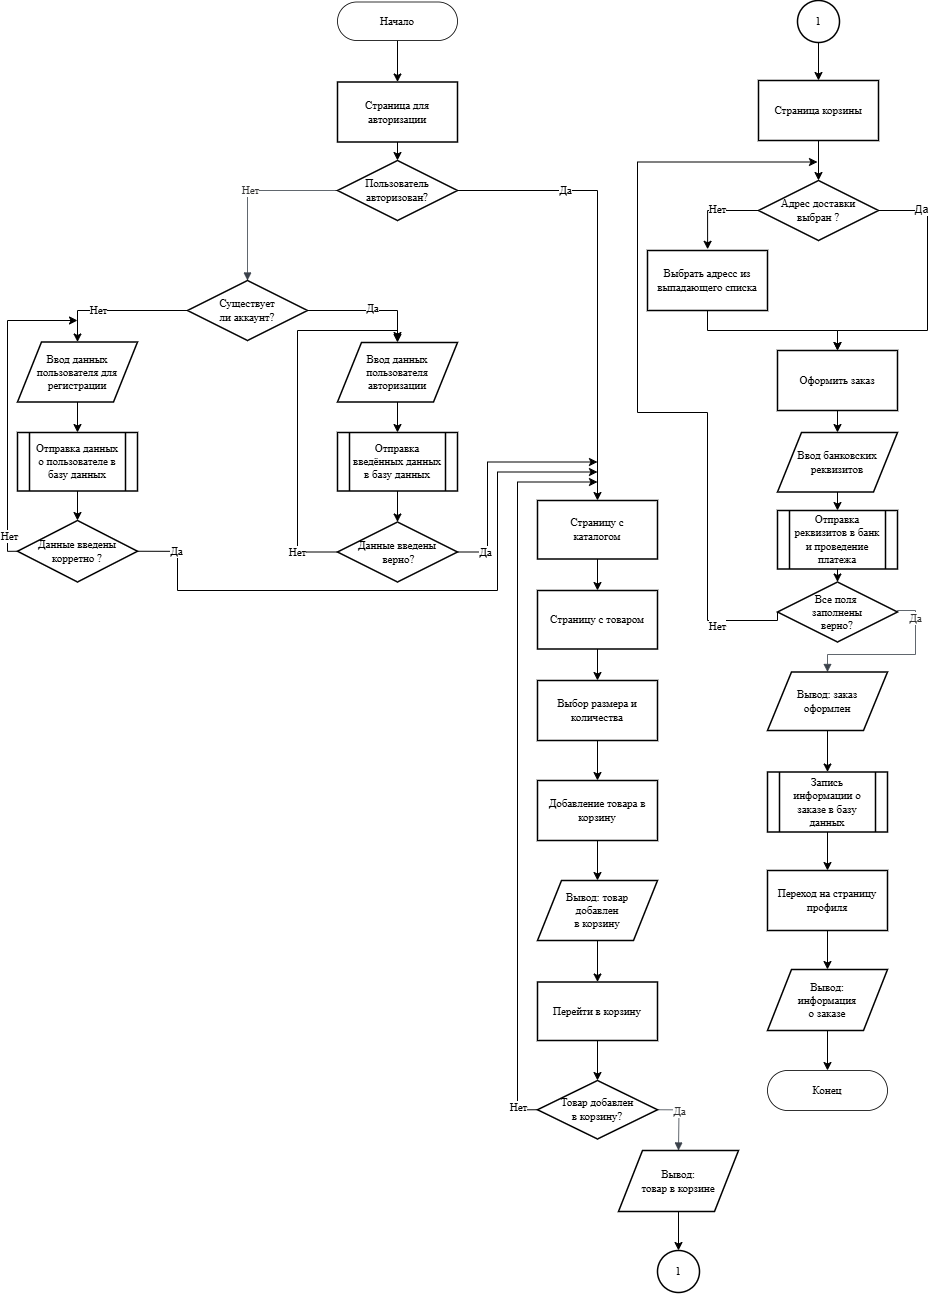 Начало
Страница для
авторизации
Пользователь
авторизован?
Нет
Да
Существует
ли аккаунт?
Нет
Да
Ввод данных
пользователя для
регистрации
Ввод данных
пользователя
авторизации
Отправка данных
о пользователе в
базу данных
Отправка
введённых данных
в базу данных
Данные введены
корретно ?
Нет
Да
Данные введены
верно?
Нет
Да
Страницу с
каталогом
Страницу с товаром
Выбор размера и
количества
Добавление товара в
корзину
Вывод: товар
добавлен
в корзину
Перейти в корзину
Товар добавлен
в корзину?
Нет
Да
Вывод:
товар в корзине
1
1
Страница корзины
Адрес доставки
выбран ?
Нет
Да
Выбрать адресс из
выпадающего списка
Оформить заказ
Ввод банковских
реквизитов
Отправка
реквизитов в банк
и проведение
платежа
Все поля
заполнены
верно?
Нет
Да
Вывод: заказ
оформлен
Запись
информации о
заказе в базу
данных
Переход на страницу
профиля
Вывод:
информация
о заказе
Конец